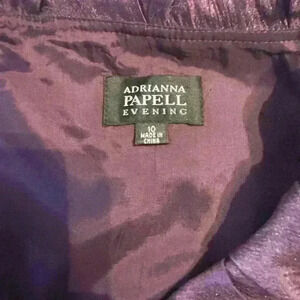 ADRIANNA
PAPELL
EVENING
10
MADE IN
CHINA